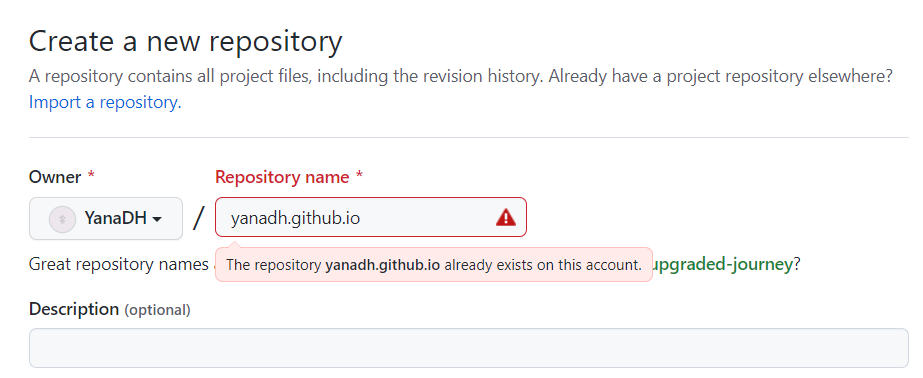 Create a new repository
A repository contains all project files, including the revision history. Already have a project repository elsewhere?
Import a repository.
Owner *
Repository name *
YanaDH
/
yanadh.github.io
The repository yanadh.github.io already exists on this account.
Great repository names upgraded-journey?
Description (optional)